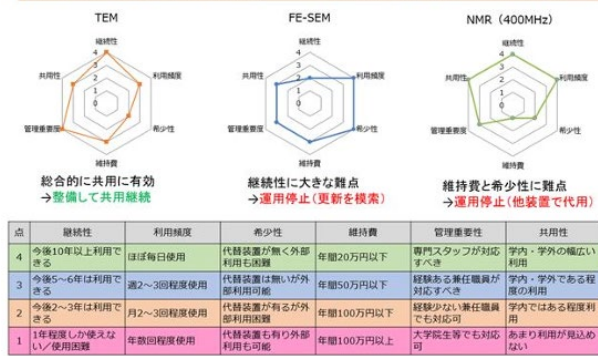 TEM
FE-SEM
NMR（400MHz）
継続性
利用頻度
希少性
維持費
管理重要度
共用性
4
3
2
1
0
継続性
利用頻度
希少性
維持費
管理重要度
共用性
4
3
2
1
0
継続性
利用頻度
希少性
維持費
管理重要度
共用性
4
3
2
1
0
総合的に共用に有効
→整備して共用継続
継続性に大きな難点
→運用停止（更新を模索）
維持費と希少性に難点
→運用停止（他装置で代用）
点 継続性 利用頻度 希少性 維持費 管理重要性 共用性
4 今後10年以上利用で
きる ほぼ毎日使用 代替装置が無く外部
利用も困難 年間20万円以下 専門スタッフが対応
すべき 学内・学外の幅広い
利用
3 今後5～6年は利用で
きる 週2～3回程度使用 代替装置は無いが外
部利用可能 年間50万円以下 経験ある兼任職員が
対応すべき 学内・学外である程
度の利用
2 今後2～3年は利用で
きる 月2～3回程度使用 代替装置が有るが外
部利用困難 年間100万円以下 経験少ない兼任職員
でも対応可 学内ではある程度利
用
1 1年程度しか使えな
い／使用困難 年数回程度使用 代替装置も有り外部
利用も可能 年間100万円以上 大学院生等でも対応
可 あまり利用が見込め
ない